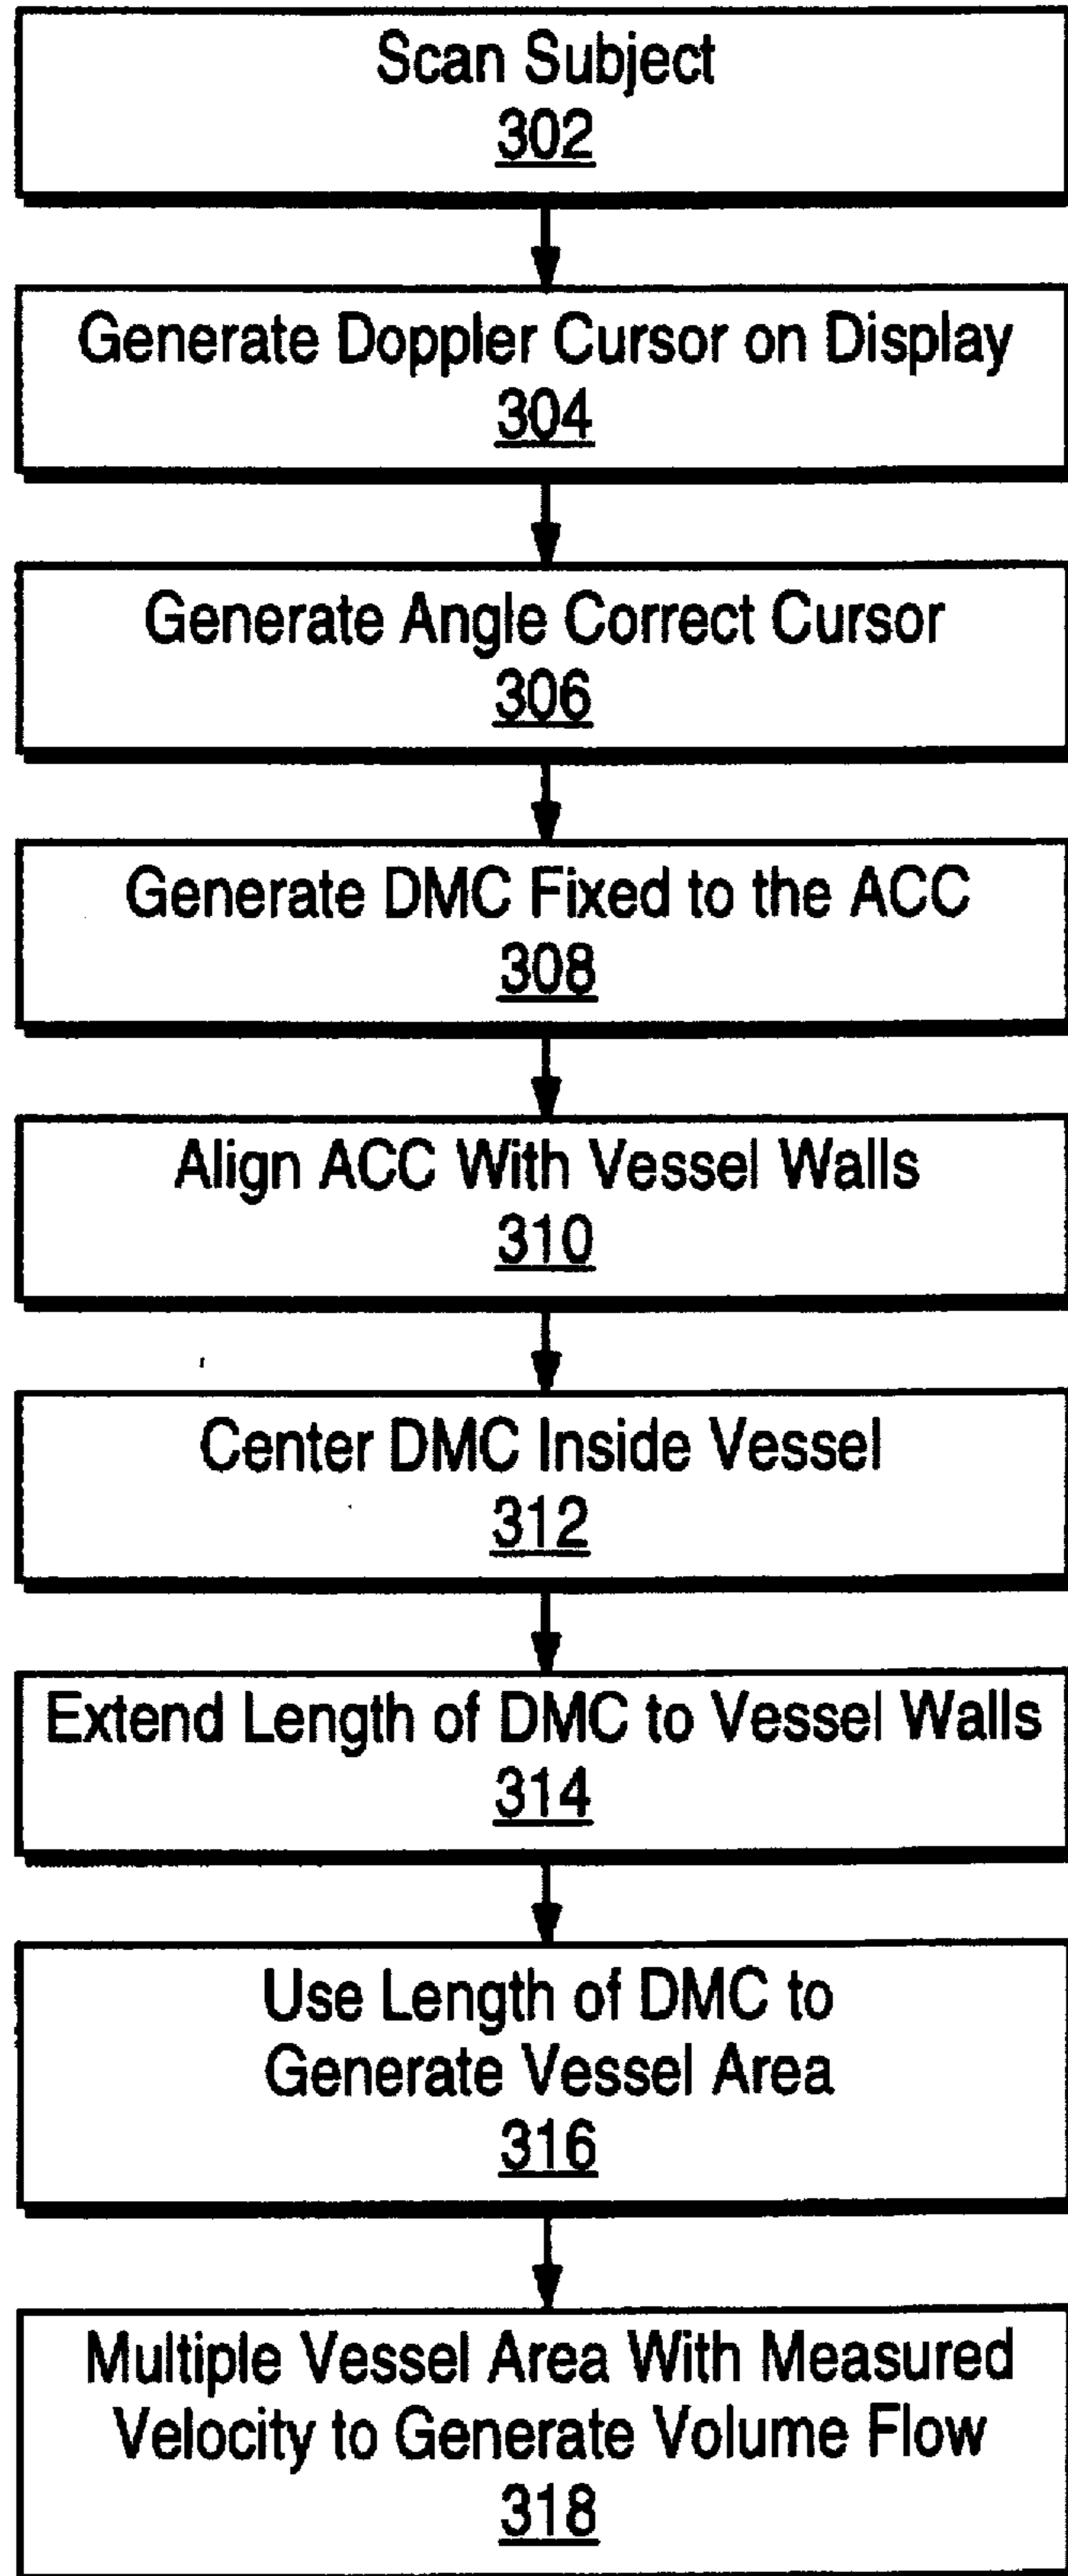 Scan Subject
302
Generate Doppler Cursor on Display
304
Generate Angle Correct Cursor
306
Generate DMC Fixed to the ACC
308
Align ACC With Vessel Walls
310
Center DMC Inside Vessel
312
Extend Length of DMC to Vessel Walls
314
Use Length of DMC to
Generate Vessel Area
316
Multiple Vessel Area With Measured
Velocity to Generate Volume Flow
318